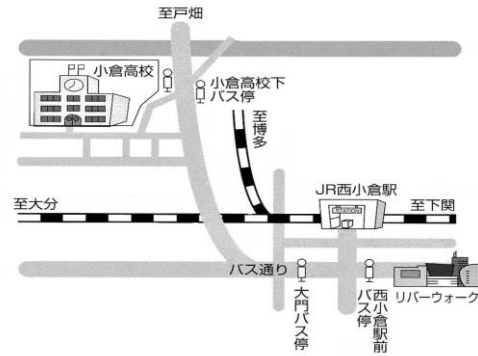 至戸畑
小倉高校
小倉高校下
バス停
至博多
JR西小倉駅
至大分
至下関
バス通り
大門バス停
西小倉駅前
バス停
リバーウォーク